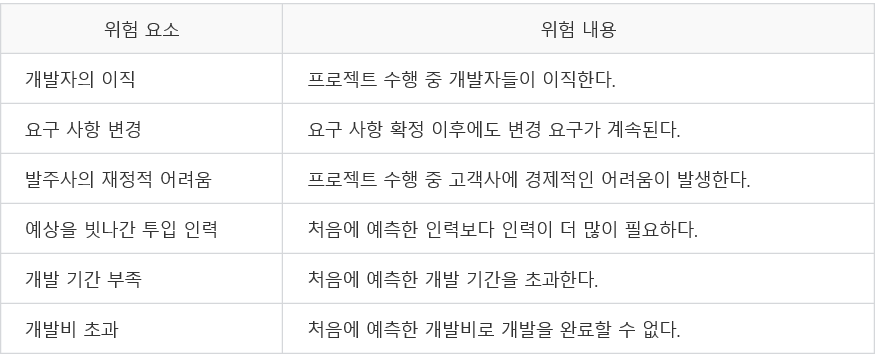 위험 요소 위험 내용
개발자의 이직 프로젝트 수행 중 개발자들이 이직한다.
요구 사항 변경 요구 사항 확정 이후에도 변경 요구가 계속된다.
발주사의 재정적 어려움 프로젝트 수행 중 고객사에 경제적인 어려움이 발생한다.
예상을 빗나간 투입 인력 처음에 예측한 인력보다 인력이 더 많이 필요하다.
개발 기간 부족 처음에 예측한 개발 기간을 초과한다.
개발비 초과 처음에 예측한 개발비로 개발을 완료할 수 없다.